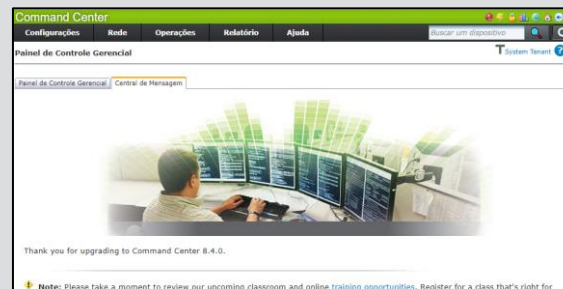 Command Center
Configurações Rede Operações Relatório Ajuda Buscar um dispositivo
Painel de Controle Gerencial System Tenant
Painel de Controle Gerencial Central de Mensagem
Thank you for upgrading to Command Center 8.4.0.
Note: Please take a moment to review our upcoming classroom and online training opportunities. Register for a class that's right for